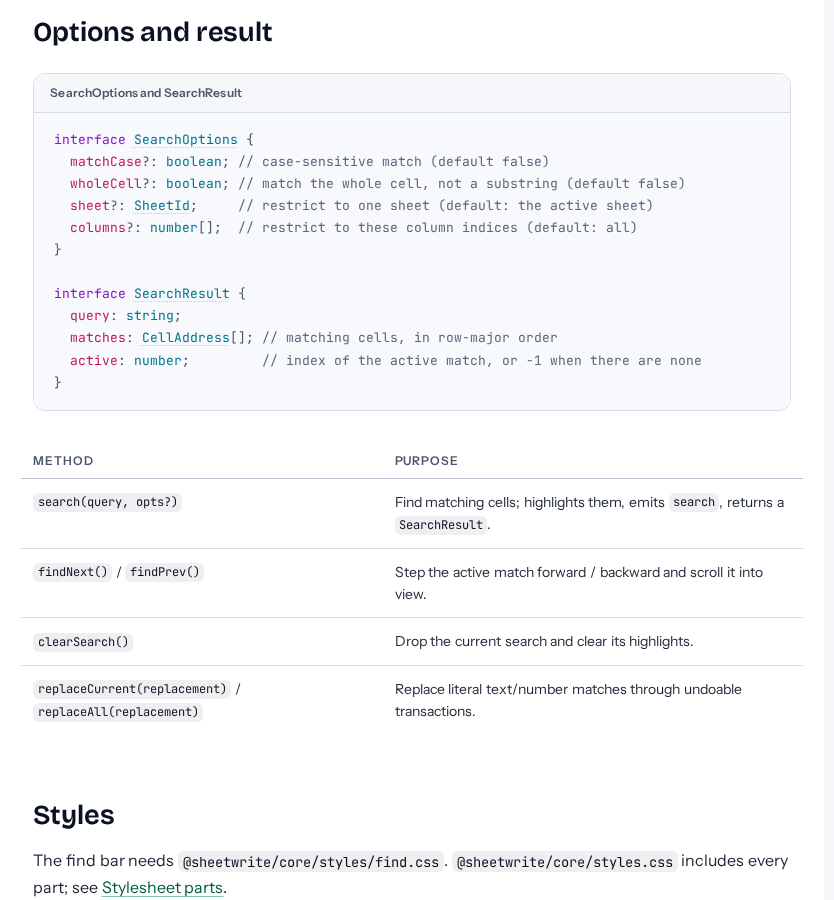 Options and result
SearchOptions and SearchResult
interface SearchOptions {
  matchCase?: boolean; // case-sensitive match (default false)
  wholeCell?: boolean; // match the whole cell, not a substring (default false)
  sheet?: SheetId;     // restrict to one sheet (default: the active sheet)
  columns?: number[];  // restrict to these column indices (default: all)
}
interface SearchResult {
  query: string;
  matches: CellAddress[]; // matching cells, in row-major order
  active: number;         // index of the active match, or -1 when there are none
}
METHOD PURPOSE
search(query, opts?) Find matching cells; highlights them, emits search, returns a
SearchResult.
findNext() / findPrev() Step the active match forward / backward and scroll it into
view.
clearSearch() Drop the current search and clear its highlights.
replaceCurrent(replacement) / Replace literal text/number matches through undoable
replaceAll(replacement) transactions.
Styles
The find bar needs @sheetwrite/core/styles/find.css. @sheetwrite/core/styles.css includes every
part; see Stylesheet parts.